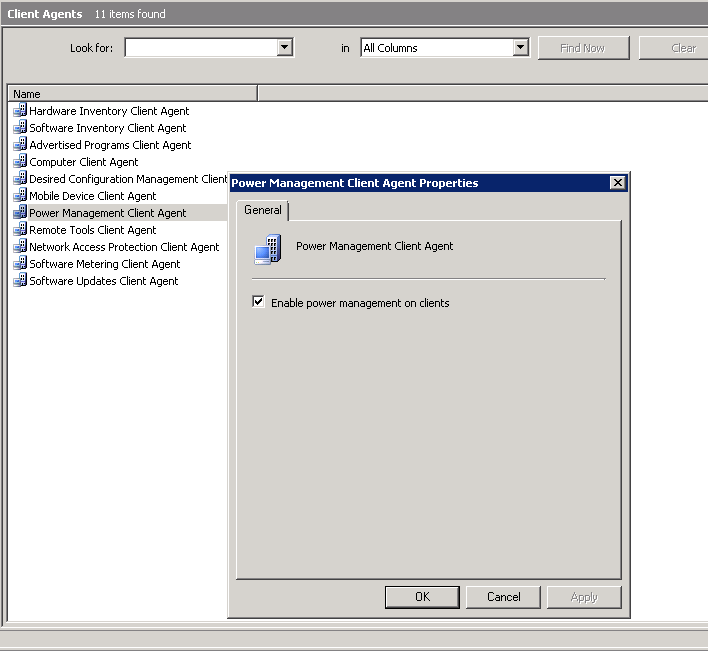 Client Agents 11 items found
Look for: in All Columns Find Now Clear
Name
Hardware Inventory Client Agent
Software Inventory Client Agent
Advertised Programs Client Agent
Computer Client Agent
Desired Configuration Management Client
Mobile Device Client Agent
Power Management Client Agent
Remote Tools Client Agent
Network Access Protection Client Agent
Software Metering Client Agent
Software Updates Client Agent
Power Management Client Agent Properties
General
Power Management Client Agent
Enable power management on clients
OK Cancel Apply